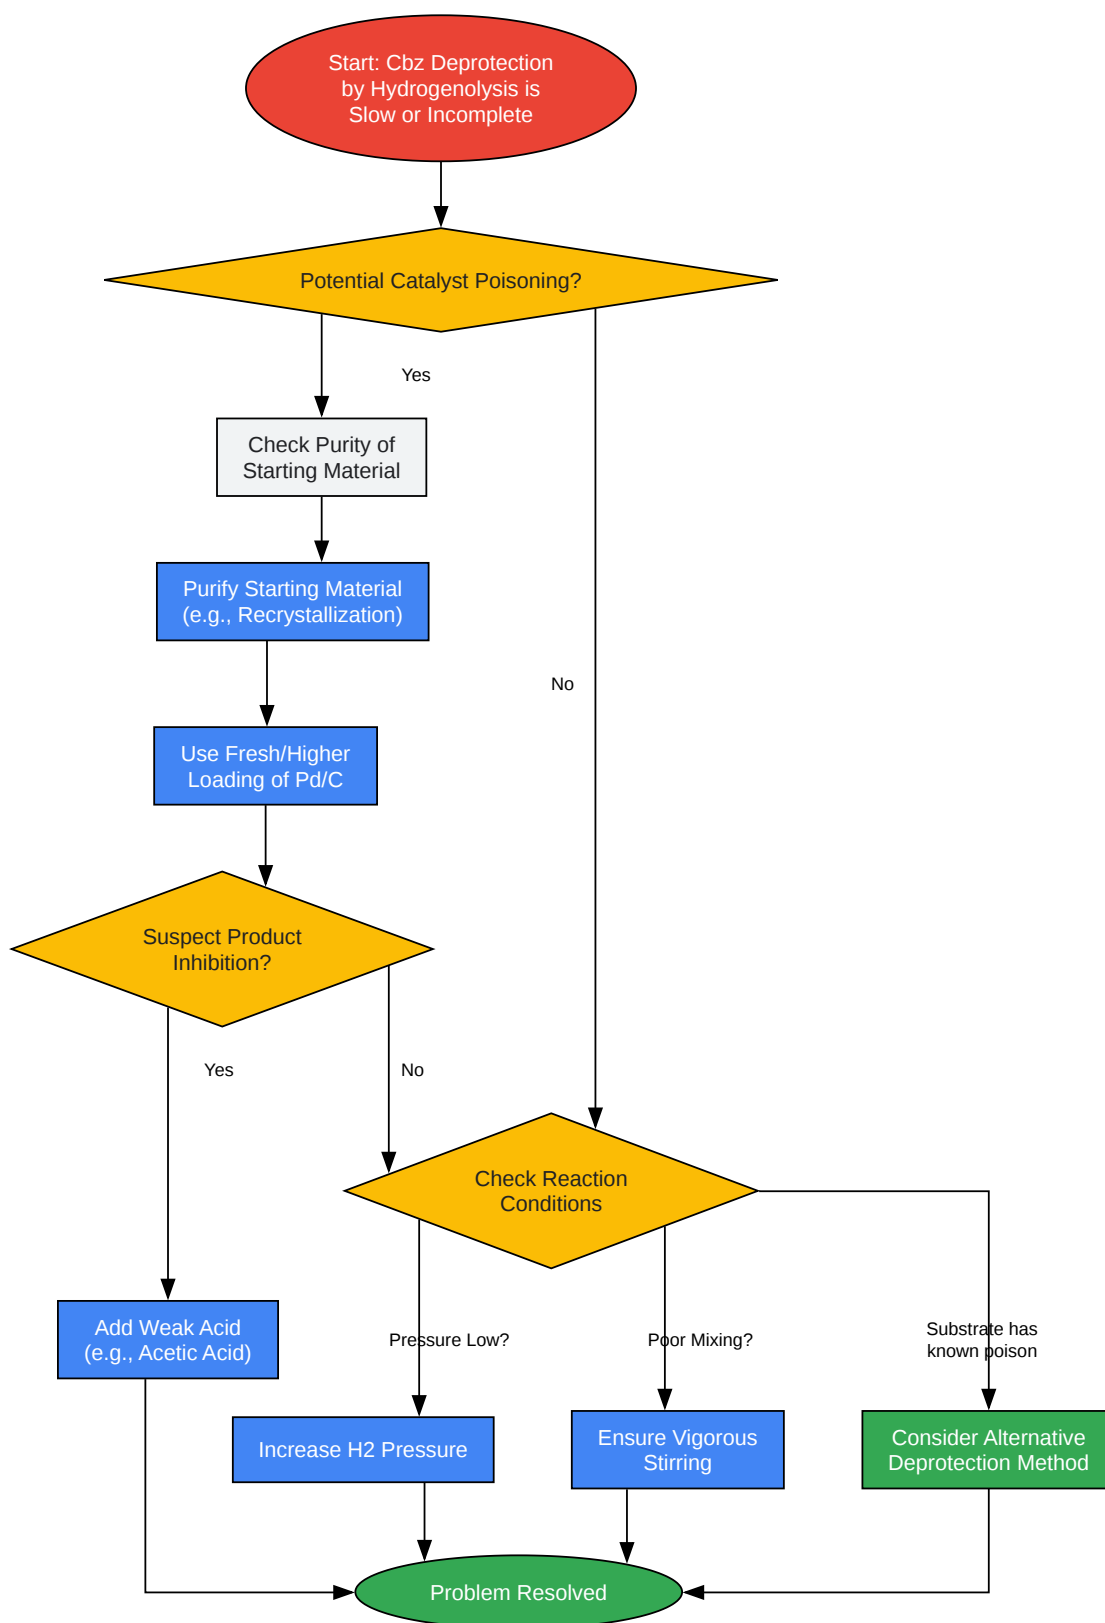 Start: Cbz Deprotection
by Hydrogenolysis is
Slow or Incomplete
Potential Catalyst Poisoning?
Yes
Check Purity of
Starting Material
Purify Starting Material
(e.g., Recrystallization)
No
Use Fresh/Higher
Loading of Pd/C
Suspect Product
Inhibition?
Yes
No
Check Reaction
Conditions
Add Weak Acid
(e.g., Acetic Acid)
Pressure Low?
Poor Mixing?
Substrate has
known poison
Increase H2 Pressure
Ensure Vigorous
Stirring
Consider Alternative
Deprotection Method
Problem Resolved